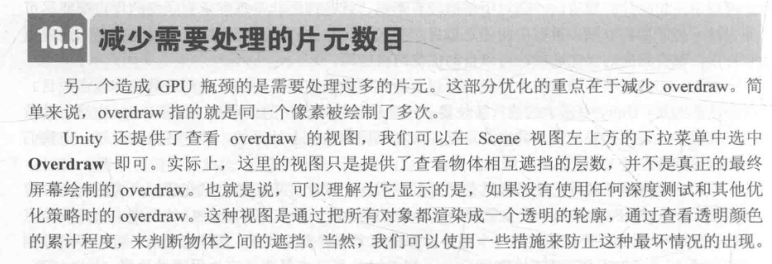 16.6 减少需要处理的片元数目
另一个造成 GPU 瓶颈的是需要处理过多的片元。这部分优化的重点在于减少 overdraw。简
单来说，overdraw 指的就是同一个像素被绘制了多次。
Unity 还提供了查看 overdraw 的视图，我们可以在 Scene 视图左上方的下拉菜单中选中
Overdraw 即可。实际上，这里的视图只是提供了查看物体相互遮挡的层数，并不是真正的最终
屏幕绘制的 overdraw。也就是说，可以理解为它显示的是，如果没有使用任何深度测试和其他优
化策略时的 overdraw。这种视图是通过把所有对象都渲染成一个透明的轮廓，通过查看透明颜色
的累计程度，来判断物体之间的遮挡。当然，我们可以使用一些措施来防止这种最坏情况的出现。